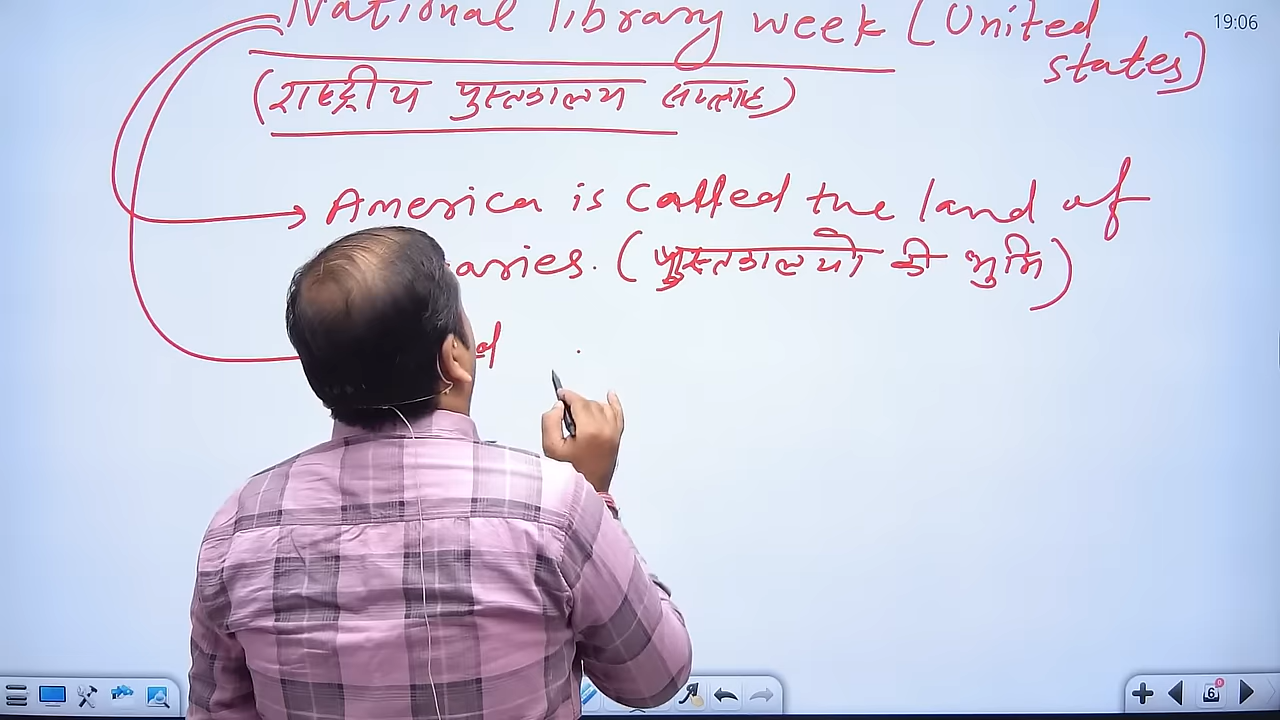 19:06
National library week (United states)
(राष्ट्रीय पुस्तकालय सप्ताह)
America is called the land of
aries. (पुस्तकालयो की भुमि)
6